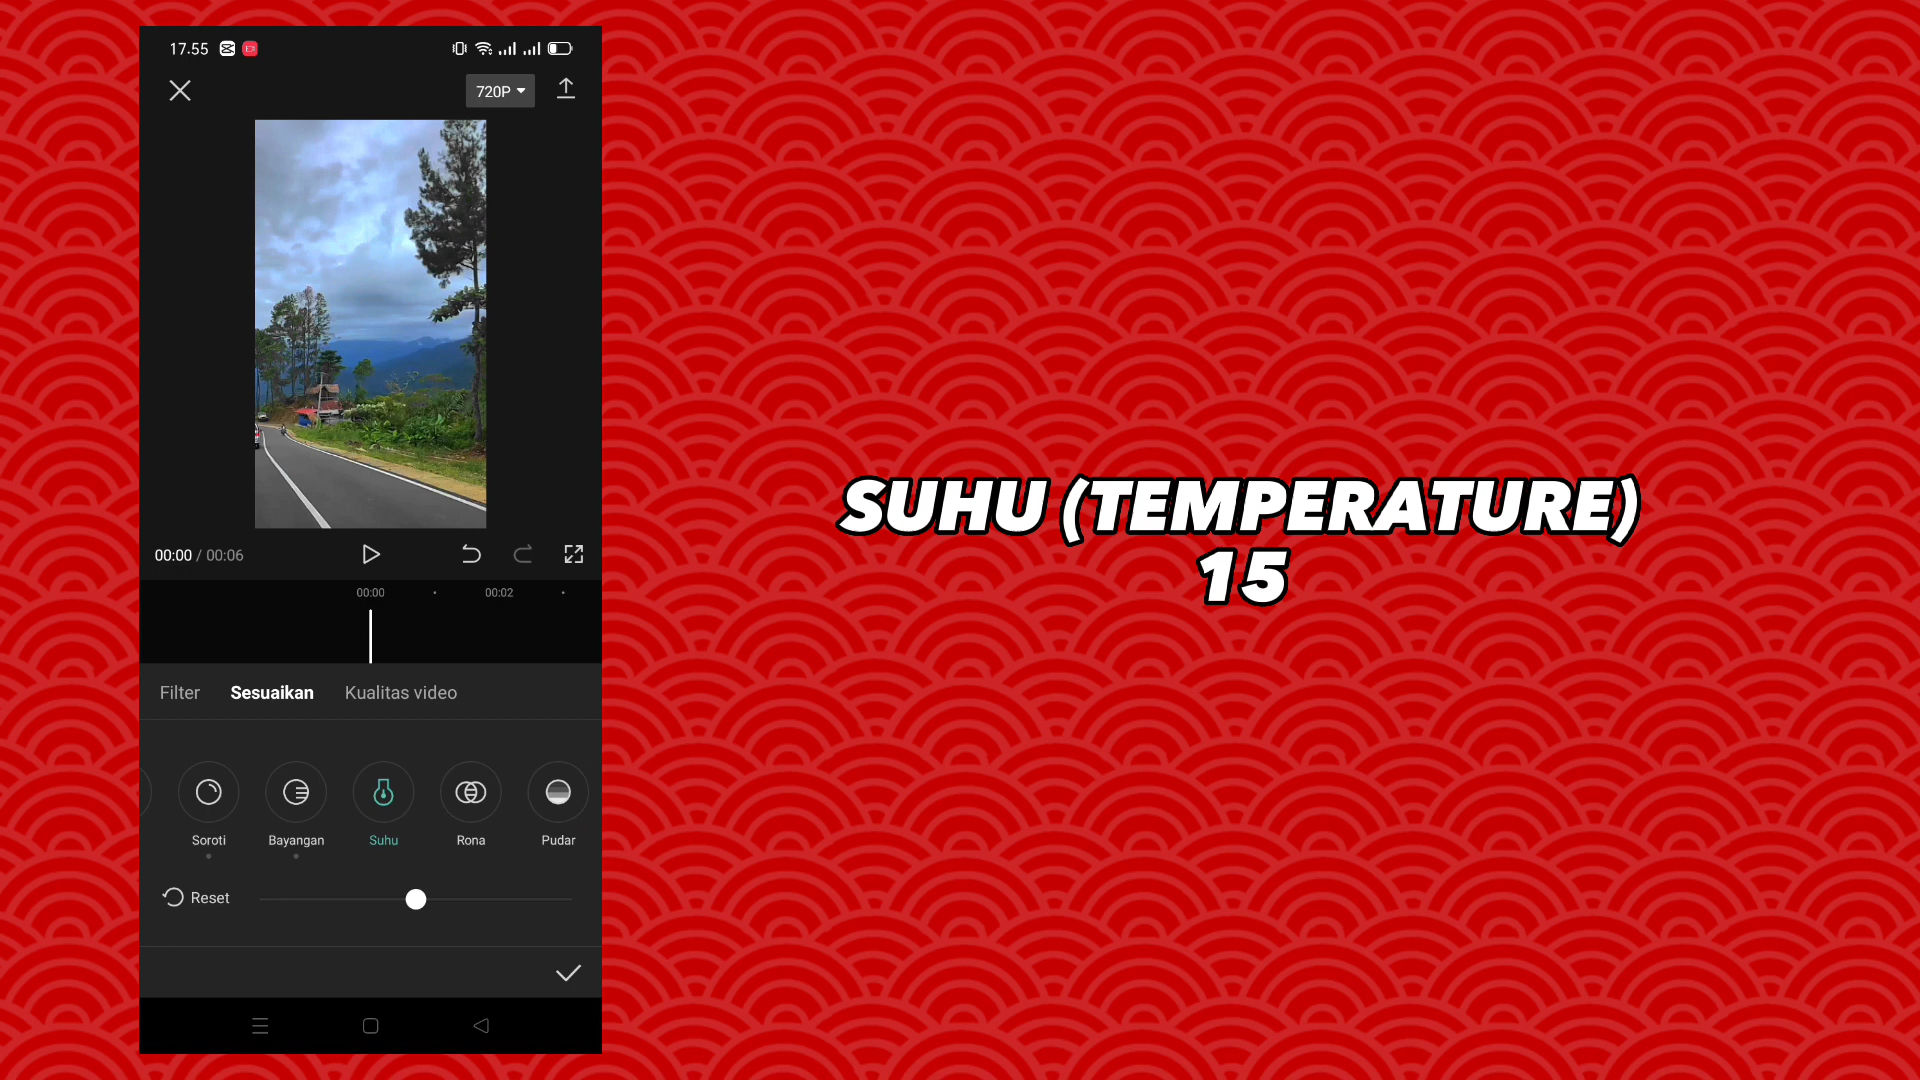 17.55
720P
00:00 / 00:06
00:00
00:02
Filter
Sesuaikan
Kualitas video
Soroti
Bayangan
Suhu
Rona
Pudar
Reset
SUHU (TEMPERATURE)
15